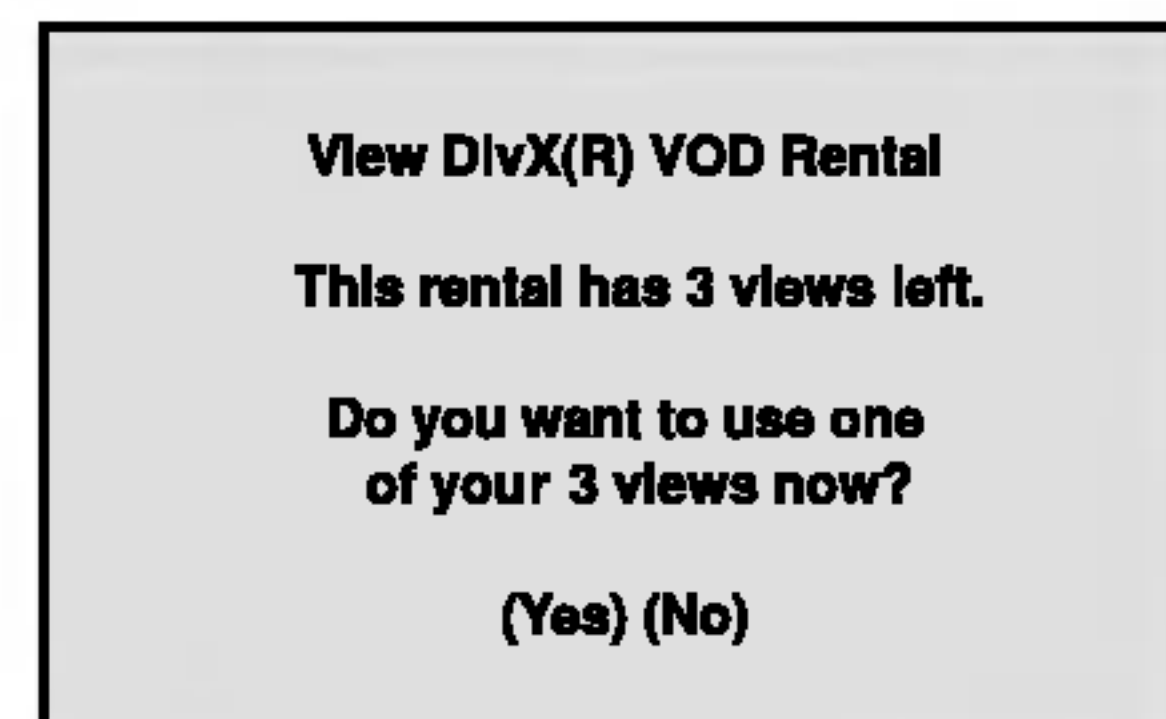 View DivX(R) VOD Rental
This rental has 3 views left.
Do you want to use one
of your 3 views now?
(Yes) (No)